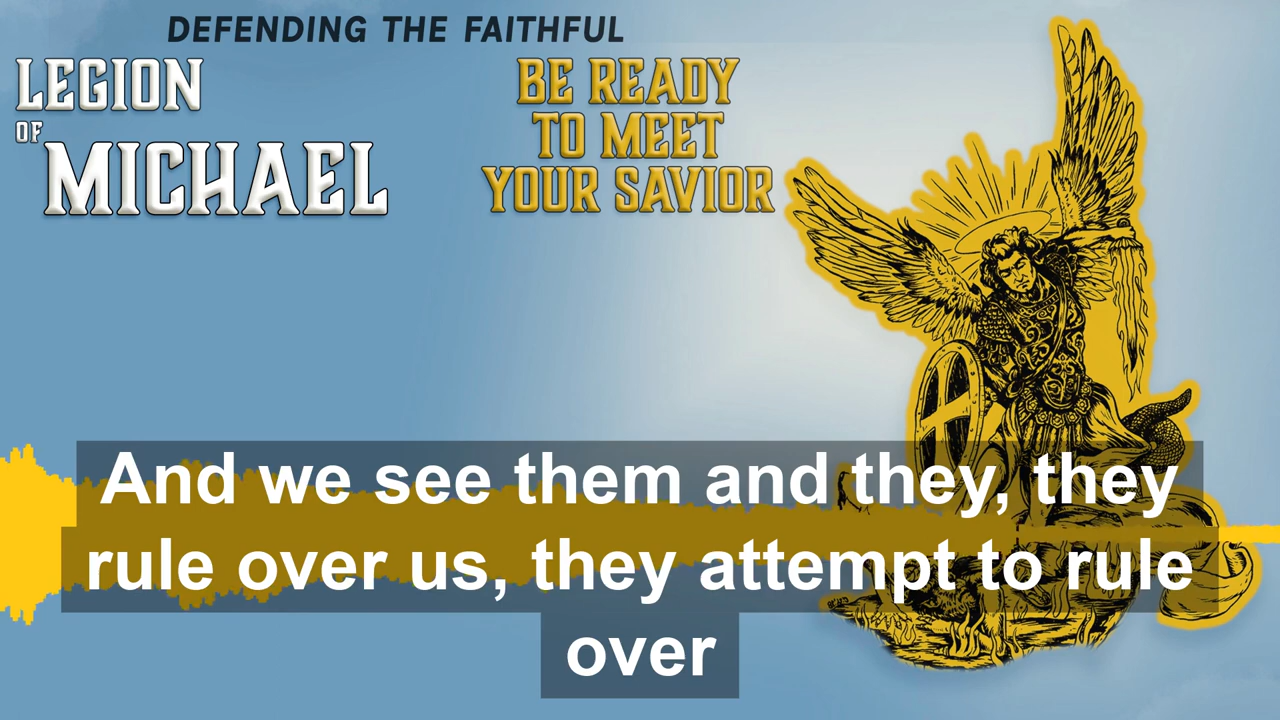 DEFENDING THE FAITHFUL
LEGION
OF
MICHAEL
BE READY
TO MEET
YOUR SAVIOR
And we see them and they, they
rule over us, they attempt to rule
over